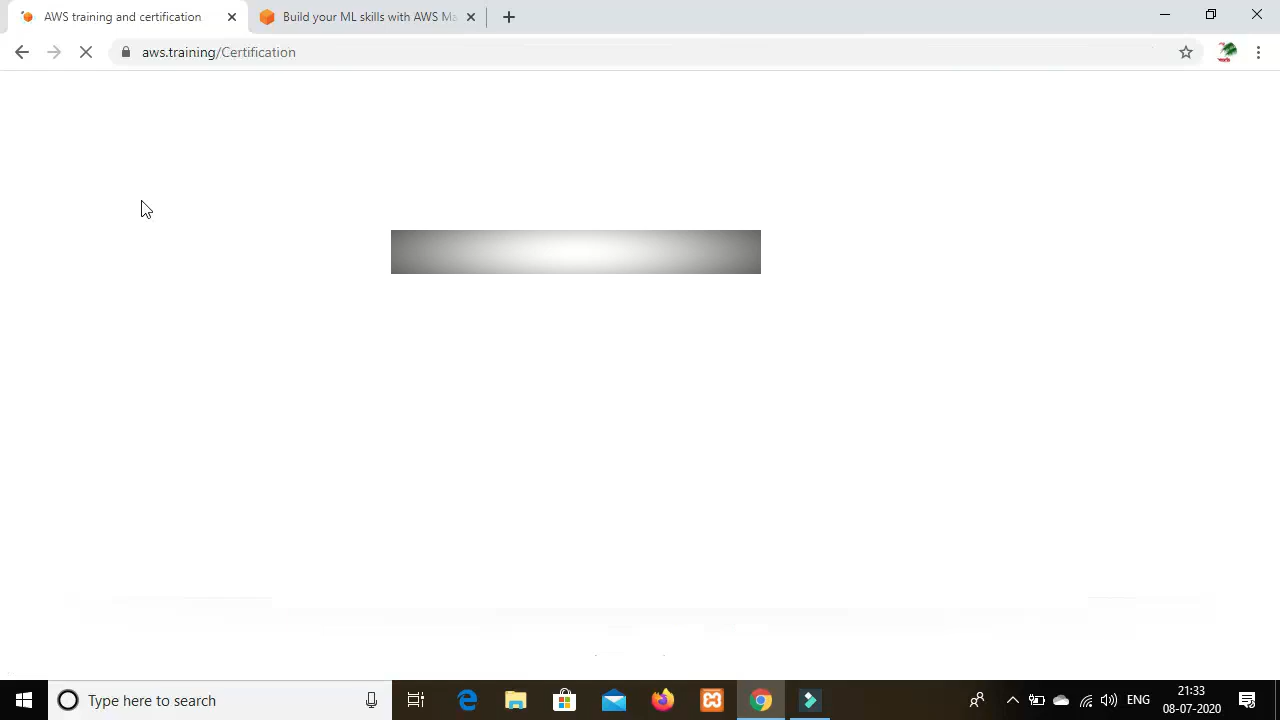 AWS training and certification
Build your ML skills with AWS Ma
aws.training/Certification
Type here to search
ENG
21:33
08-07-2020